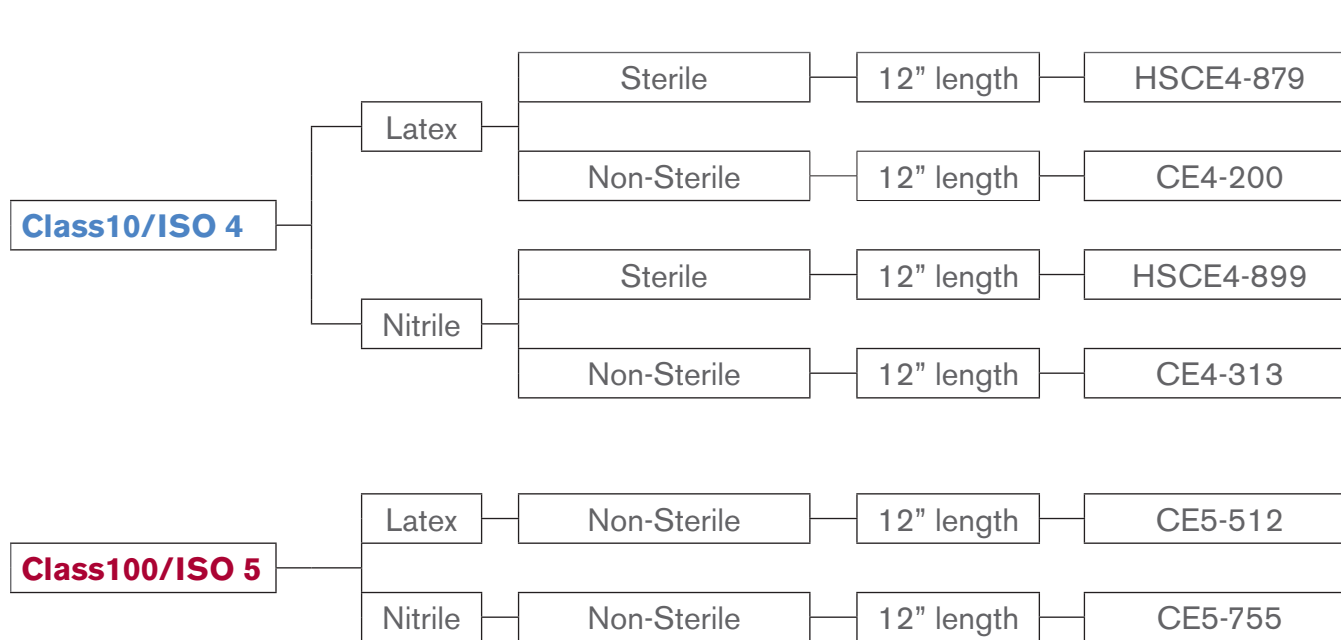 Sterile 12” length HSCE4-879
Latex
Non-Sterile 12” length CE4-200
Class10/ISO 4
Sterile 12” length HSCE4-899
Nitrile
Non-Sterile 12” length CE4-313
Latex Non-Sterile 12” length CE5-512
Class100/ISO 5
Nitrile Non-Sterile 12” length CE5-755